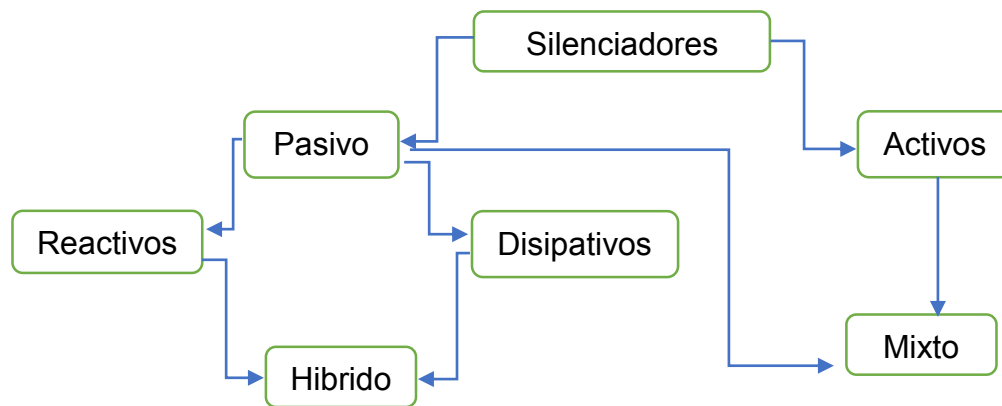 Silenciadores
Pasivo
Activos
Reactivos
Disipativos
Mixto
Hibrido